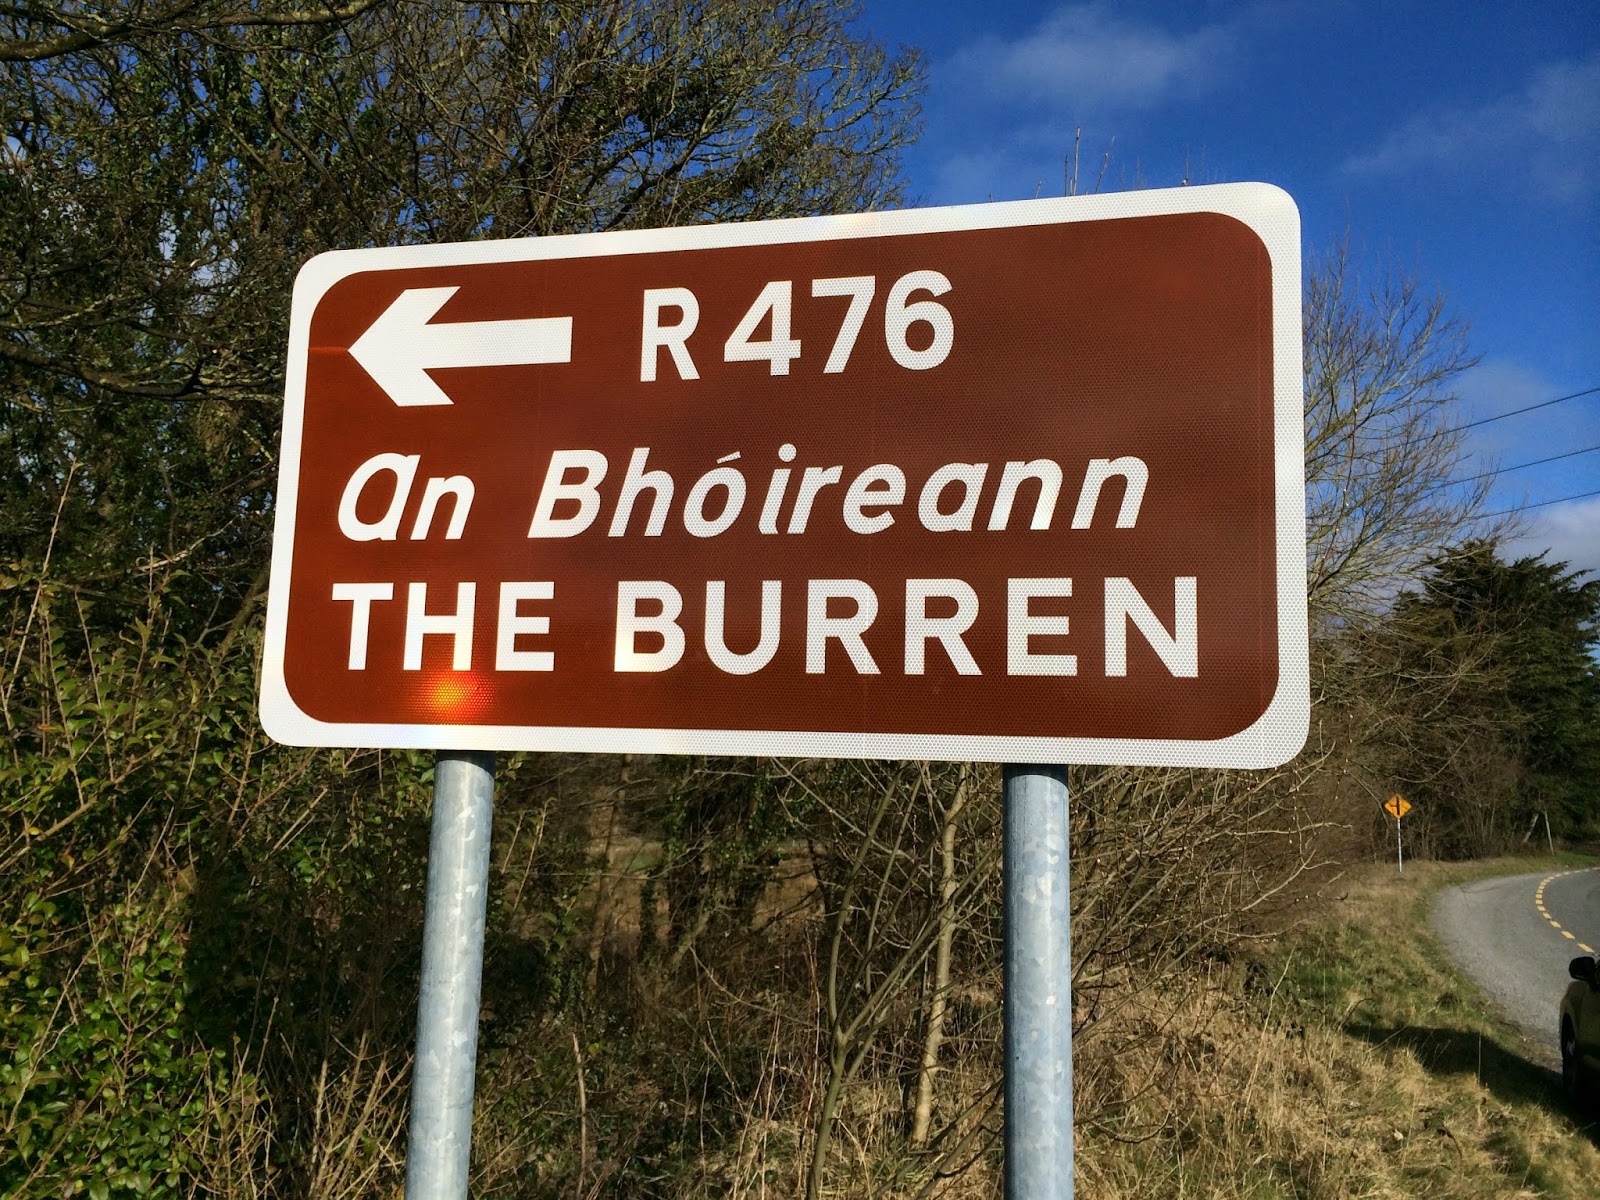 R476
An Bhóireann
THE BURREN